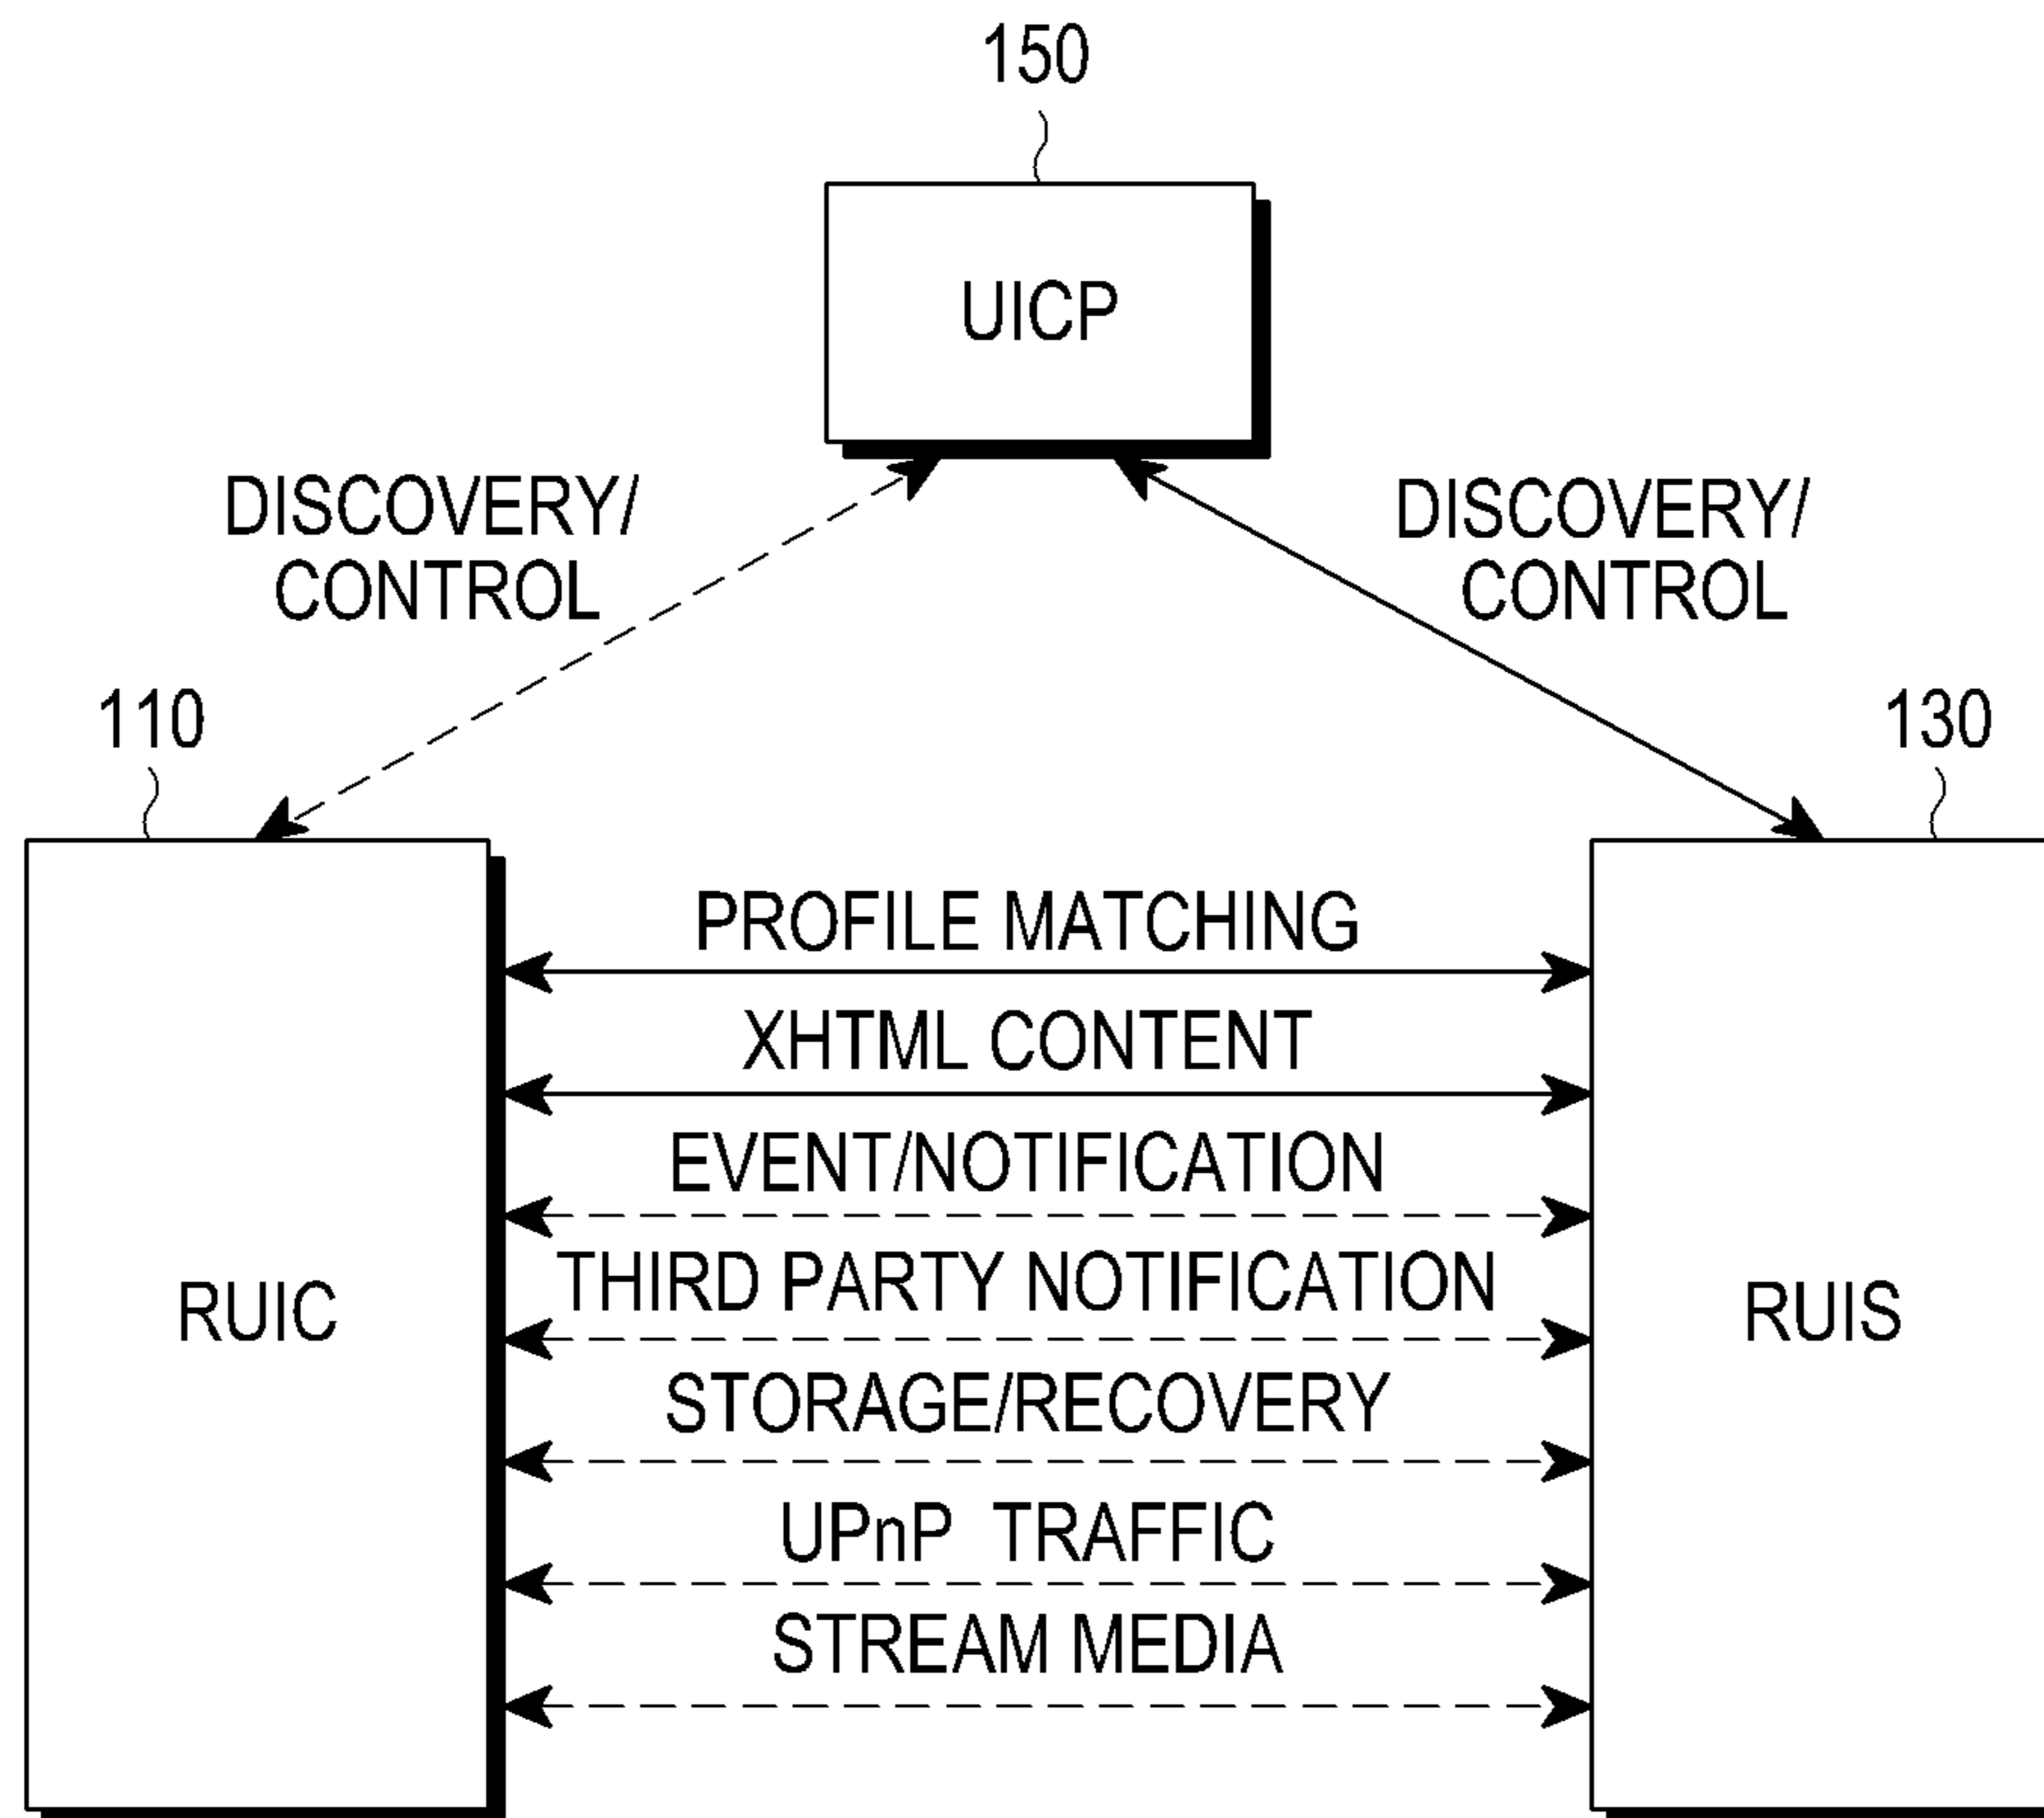 150
UICP
DISCOVERY/
CONTROL
DISCOVERY/
CONTROL
110
130
PROFILE MATCHING
XHTML CONTENT
EVENT/NOTIFICATION
THIRD PARTY NOTIFICATION
RUIC
RUIS
STORAGE/RECOVERY
UPnP TRAFFIC
STREAM MEDIA